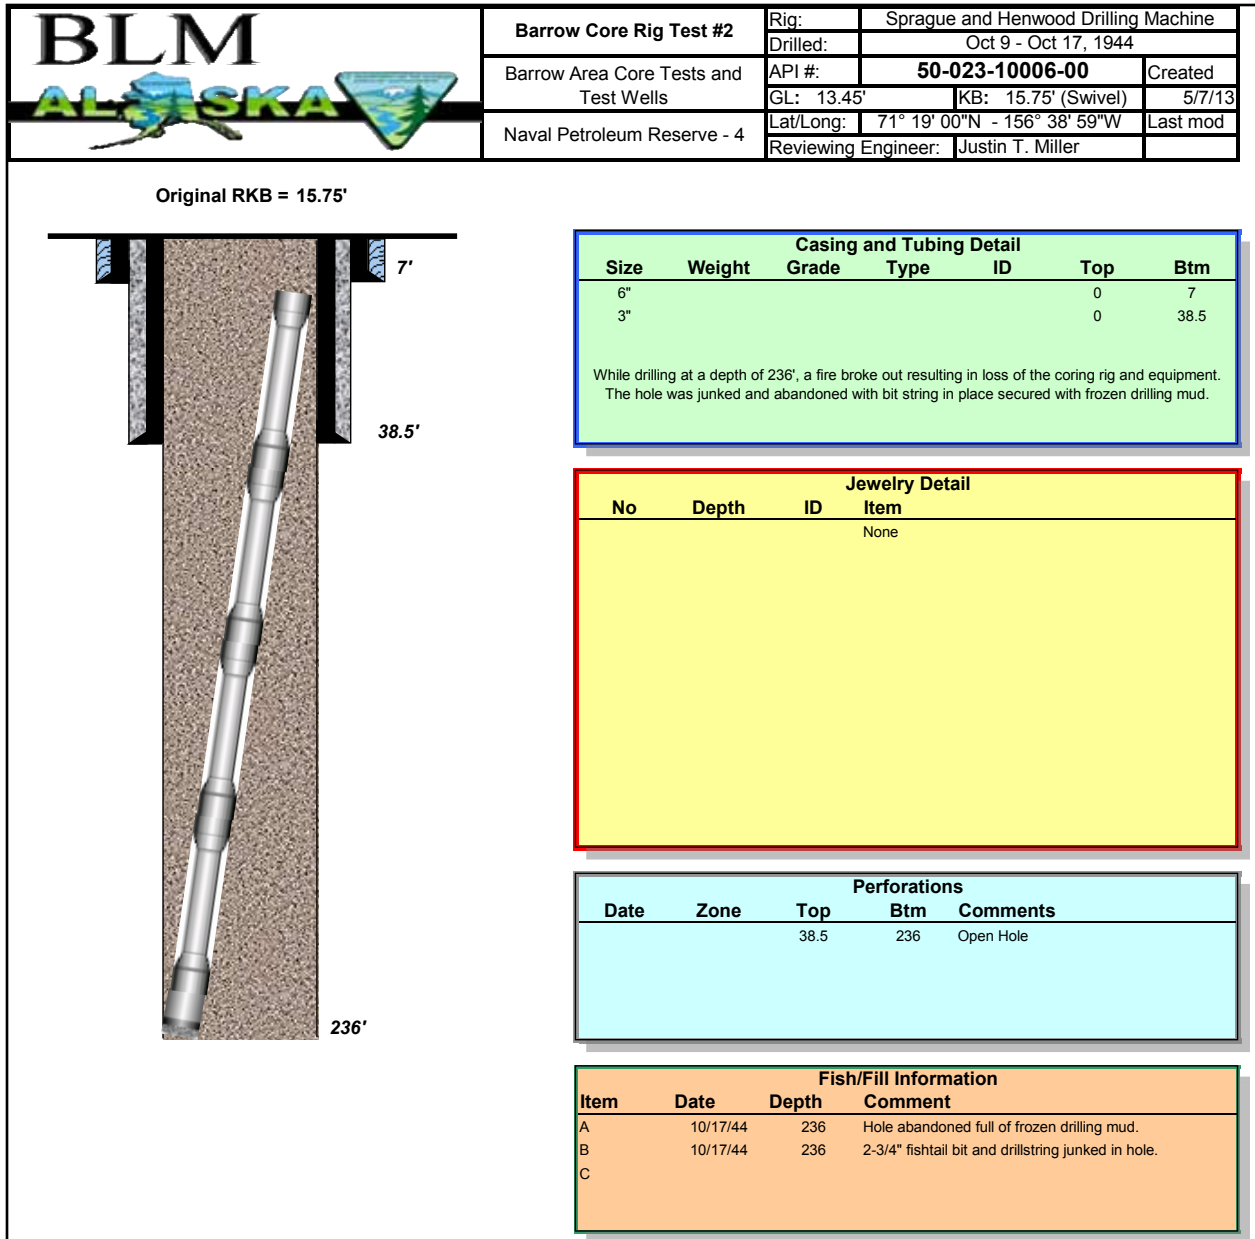 BLM
ALASKA
Barrow Core Rig Test #2
Barrow Area Core Tests and
Test Wells
Naval Petroleum Reserve - 4
Rig: Sprague and Henwood Drilling Machine
Drilled: Oct 9 - Oct 17, 1944
API #: 50-023-10006-00 Created
GL: 13.45' KB: 15.75' (Swivel) 5/7/13
Lat/Long: 71° 19' 00"N - 156° 38' 59"W Last mod
Reviewing Engineer: Justin T. Miller
Original RKB = 15.75'
7'
38.5'
236'
Casing and Tubing Detail
Size Weight Grade Type ID Top Btm
6" 0 7
3" 0 38.5
While drilling at a depth of 236', a fire broke out resulting in loss of the coring rig and equipment.
The hole was junked and abandoned with bit string in place secured with frozen drilling mud.
Jewelry Detail
No Depth ID Item
None
Perforations
Date Zone Top Btm Comments
38.5 236 Open Hole
Fish/Fill Information
Item Date Depth Comment
A 10/17/44 236 Hole abandoned full of frozen drilling mud.
B 10/17/44 236 2-3/4" fishtail bit and drillstring junked in hole.
C